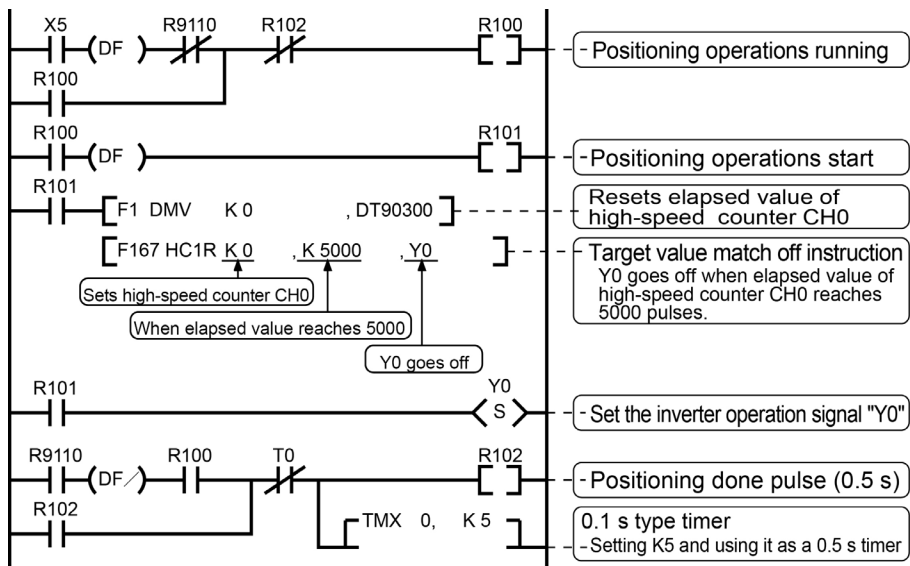 X5 R9110 R102 R100
( DF )
Positioning operations running
R100
R100 R101
( DF )
Positioning operations start
R101
F1 DMV K 0 , DT90300
Resets elapsed value of
high-speed counter CH0
F167 HC1R K 0 , K 5000 , Y0
Target value match off instruction
Y0 goes off when elapsed value of
high-speed counter CH0 reaches
5000 pulses.
Sets high-speed counter CH0
When elapsed value reaches 5000
Y0 goes off
R101 Y0
S
Set the inverter operation signal "Y0"
R9110 R100 T0 R102
( DF/ )
Positioning done pulse (0.5 s)
R102
TMX 0, K 5
0.1 s type timer
Setting K5 and using it as a 0.5 s timer